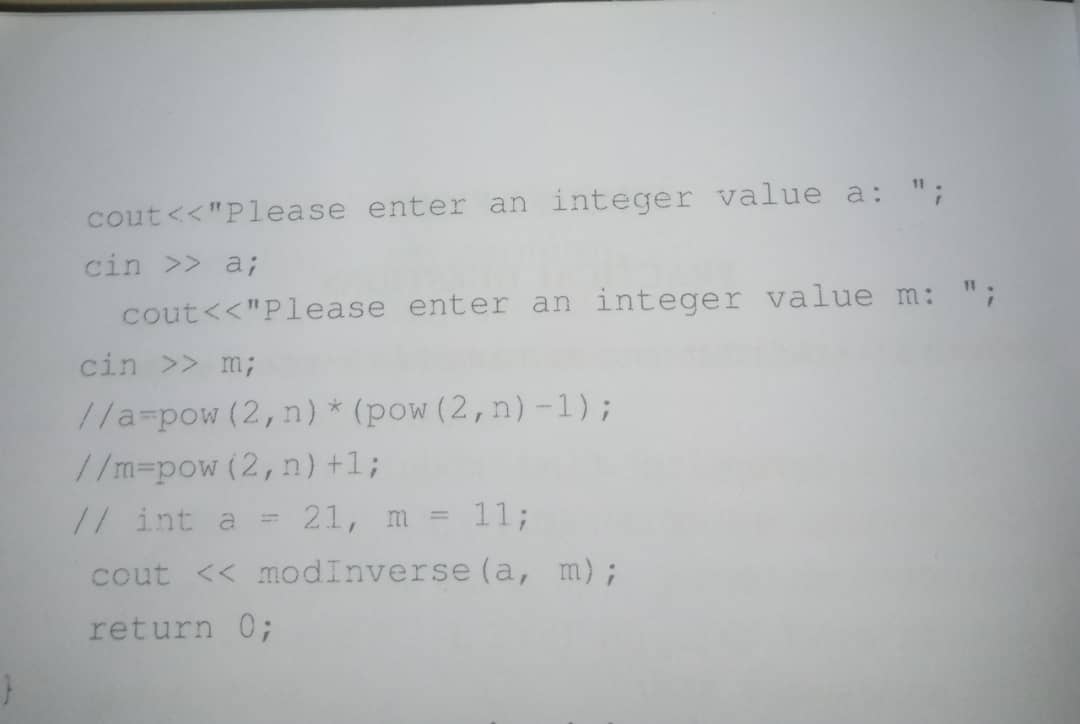 cout<<"Please enter an integer value a: ";
cin >> a;
cout<<"Please enter an integer value m: ";
cin >> m;
//a=pow(2,n)*(pow(2,n)-1);
//m=pow(2,n)+1;
// int a = 21, m = 11;
cout << modInverse(a, m);
return 0;
}